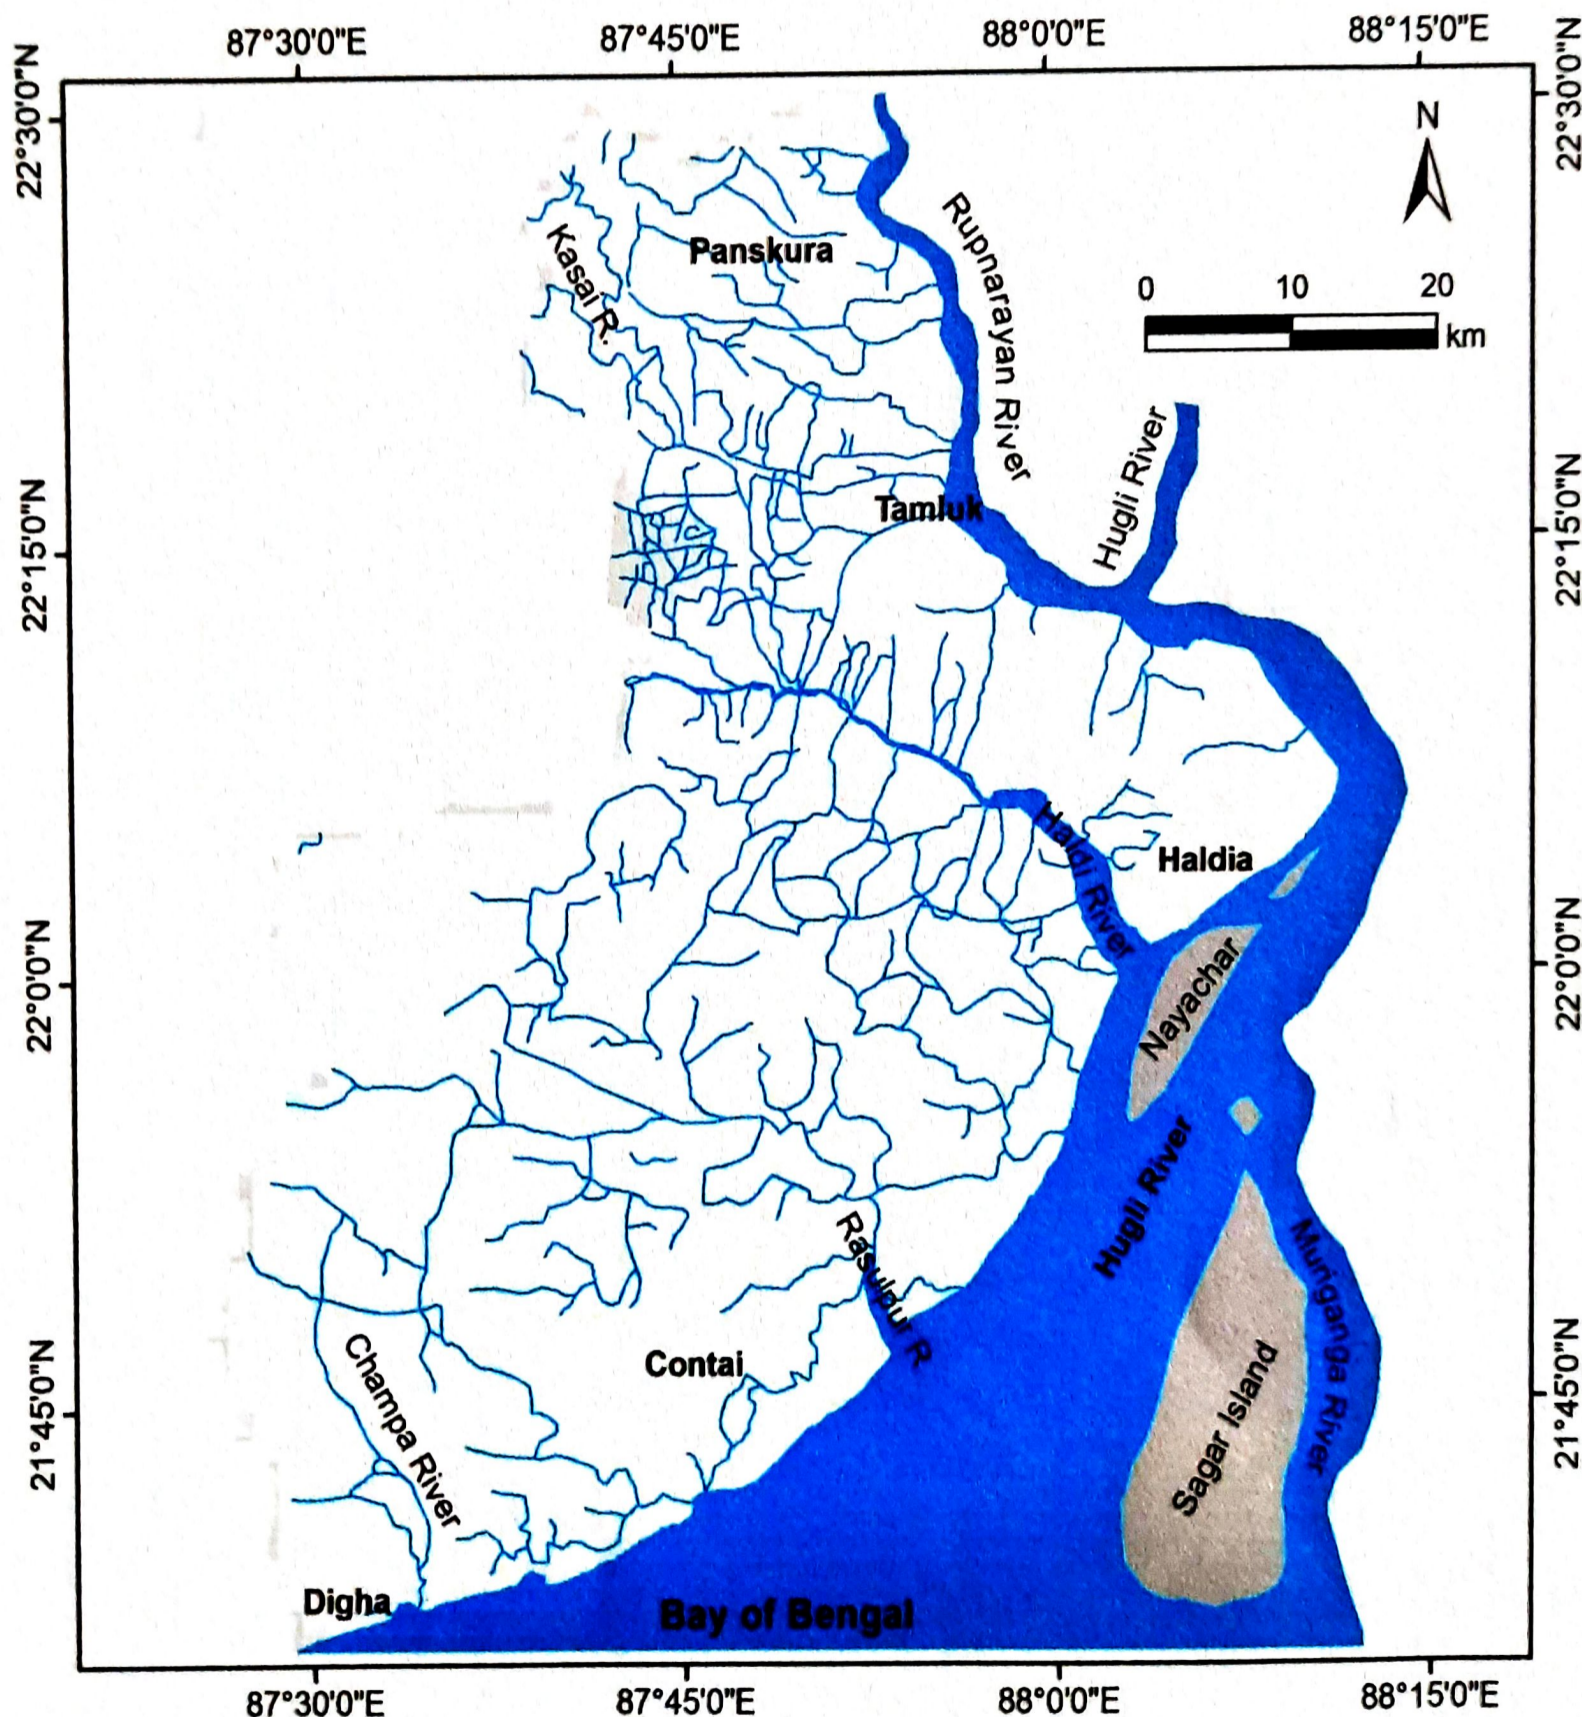 87°30'0"E 87°45'0"E 88°0'0"E 88°15'0"E
22°30'0"N
22°30'0"N
N
Rupnarayan River
Kasai R.
Panskura
0 10 20
km
Hugli River
22°15'0"N
22°15'0"N
Tamluk
Haldi River
Haldia
22°0'0"N
22°0'0"N
Nayachar
Hugli River
Rasulpur R
Muriganga River
21°45'0"N
21°45'0"N
Champa River
Contai
Sagar Island
Digha
Bay of Bengal
87°30'0"E 87°45'0"E 88°0'0"E 88°15'0"E